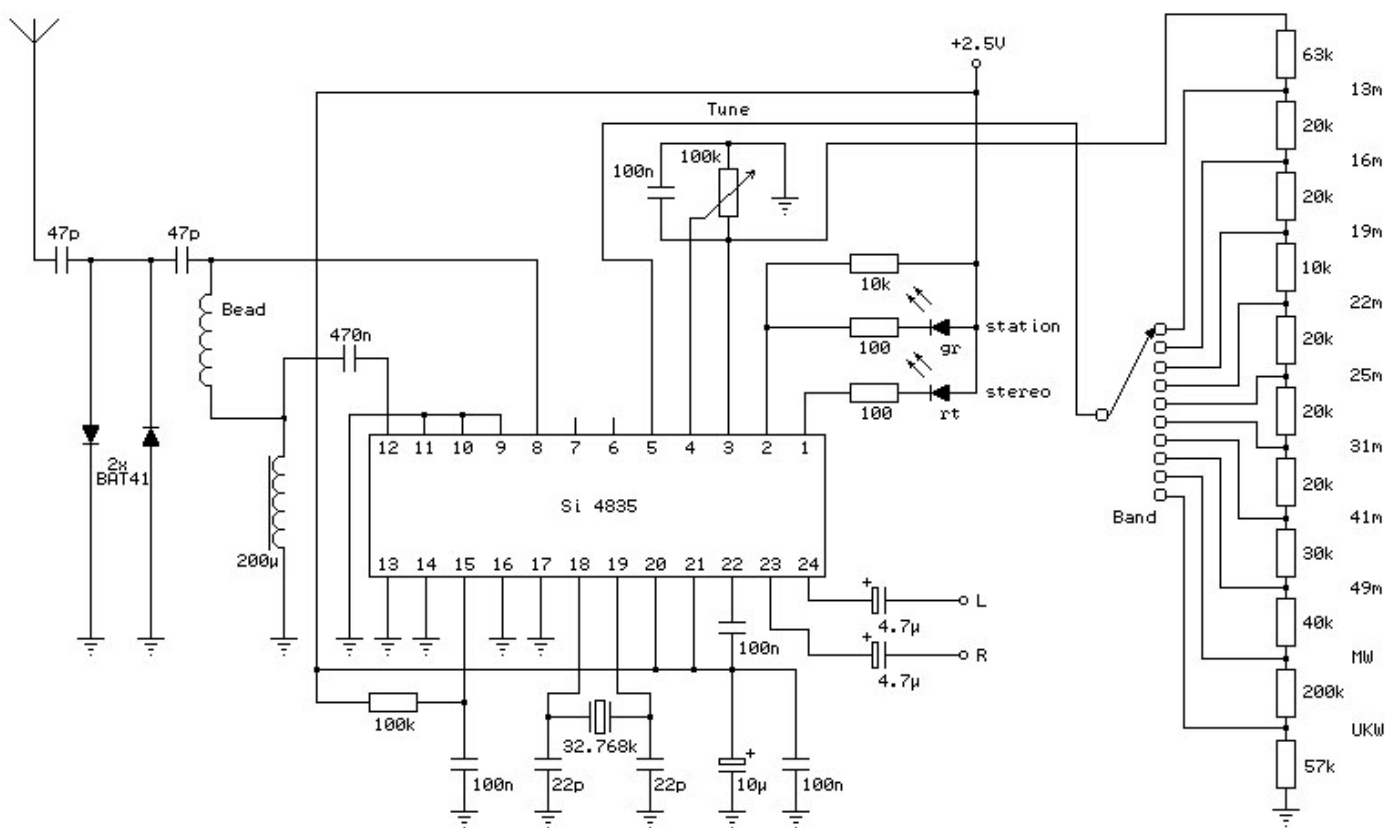 +2.5V
63k
13m
Tune
20k
100k
100n
16m
20k
47p
47p
19m
10k
10k
Bead
22m
station
470n
100
gr
20k
25m
stereo
100
rt
20k
31m
12 11 10 9 8 7 6 5 4 3 2 1
2x
BAT41
20k
Si 4835
Band
41m
200µ
13 14 15 16 17 18 19 20 21 22 23 24
30k
49m
+
L
4.7µ
40k
100n
+
R
4.7µ
MW
200k
100k
UKW
32.768k
+
57k
100n
22p
22p
10µ
100n